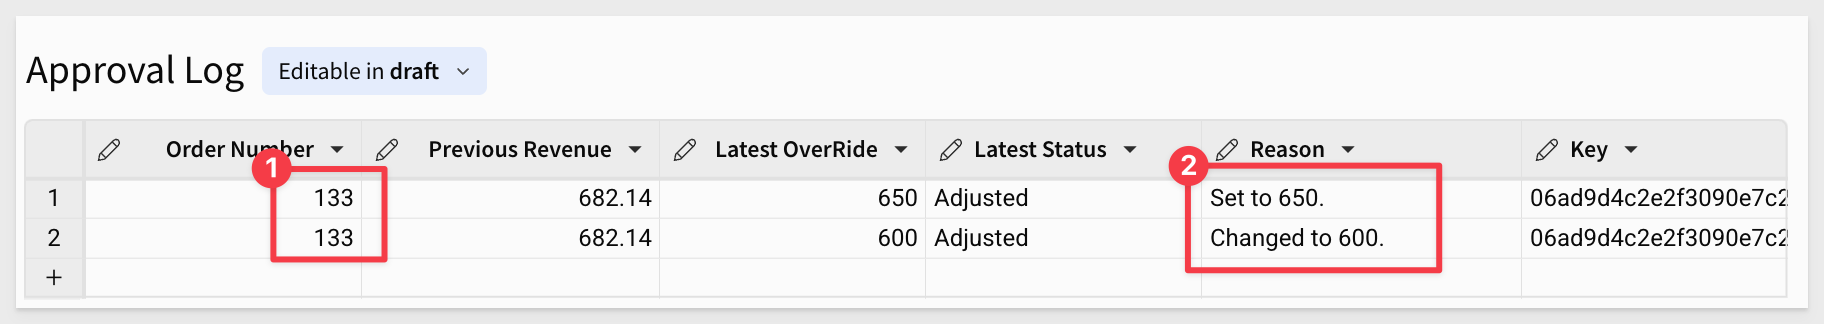 Approval Log Editable in draft
Order Number Previous Revenue Latest OverRide Latest Status Reason Key
1 2
1 133 682.14 650 Adjusted Set to 650. 06ad9d4c2e2f3090e7c2
2 133 682.14 600 Adjusted Changed to 600. 06ad9d4c2e2f3090e7c2
+